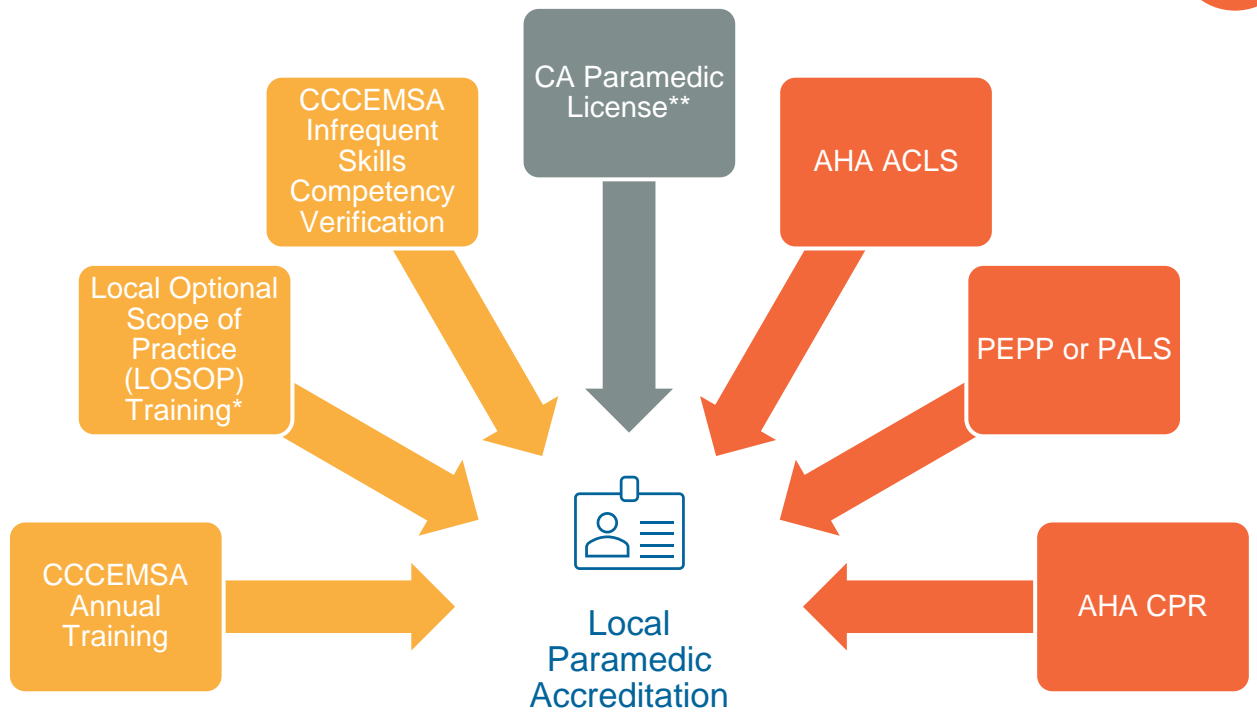 CA Paramedic
License**
CCCEMSA
Infrequent
Skills
Competency
Verification
AHA ACLS
Local Optional
Scope of
Practice
(LOSOP)
Training*
PEPP or PALS
CCCEMSA
Annual
Training
AHA CPR
Local
Paramedic
Accreditation